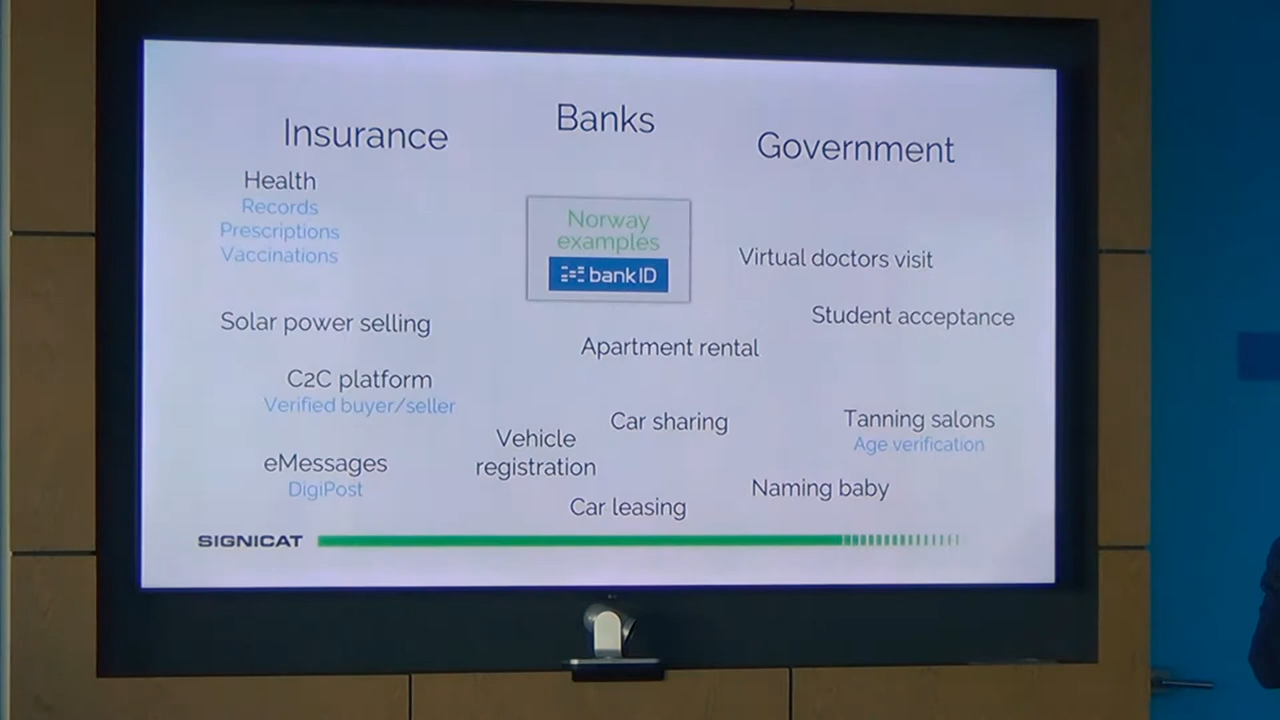 Banks
Insurance
Government
Health
Records
Prescriptions
Vaccinations
Norway
examples
bankID
Virtual doctors visit
Solar power selling
Student acceptance
Apartment rental
C2C platform
Verified buyer/seller
Car sharing
Tanning salons
Age verification
Vehicle
registration
eMessages
DigiPost
Naming baby
Car leasing
SIGNICAT